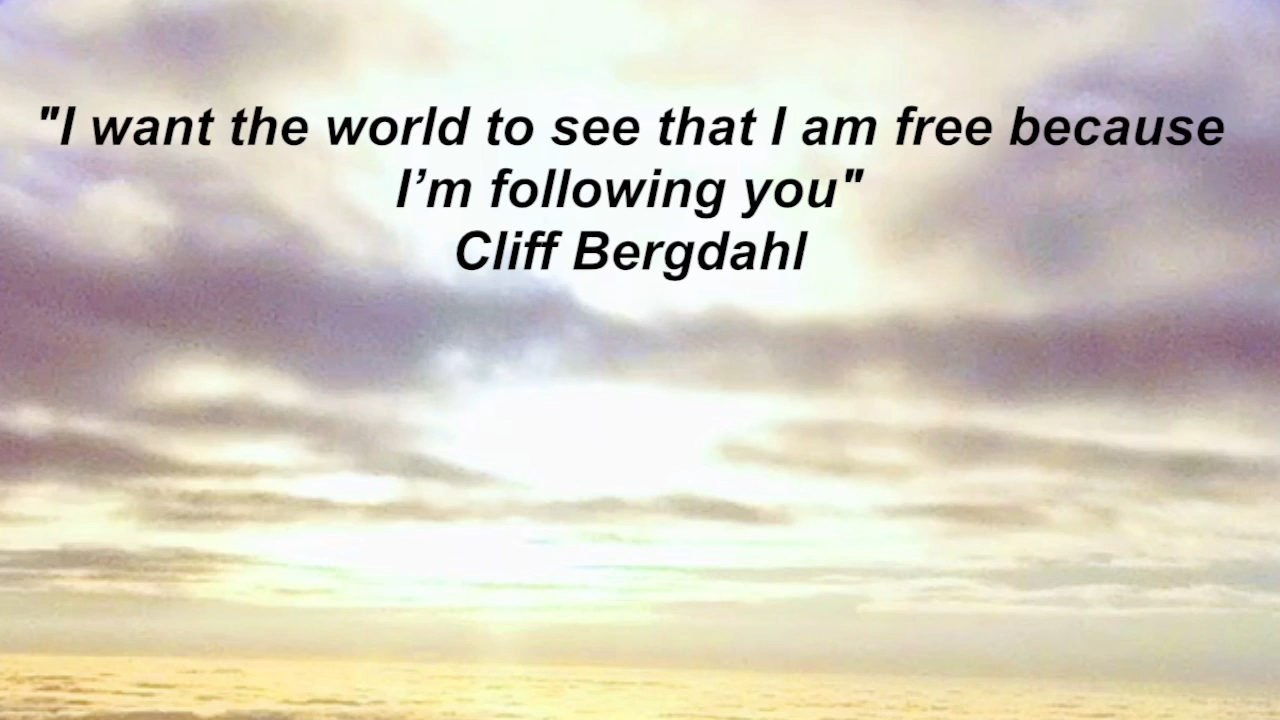 "I want the world to see that I am free because
I’m following you"
Cliff Bergdahl